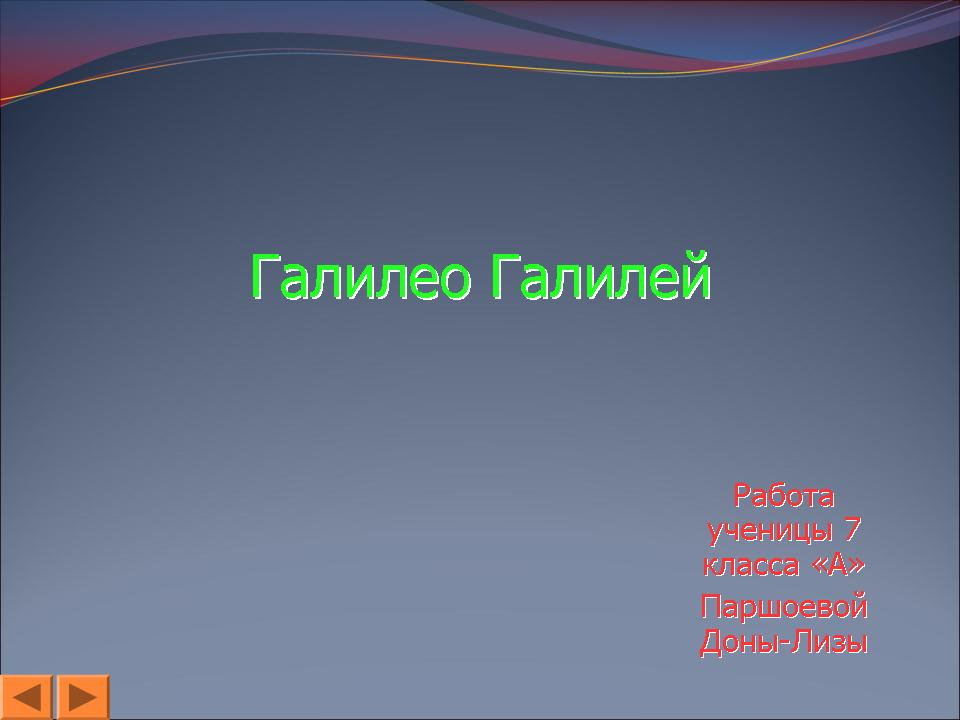 Галилео Галилей
Работа
ученицы 7
класса «А»
Паршоевой
Доны-Лизы